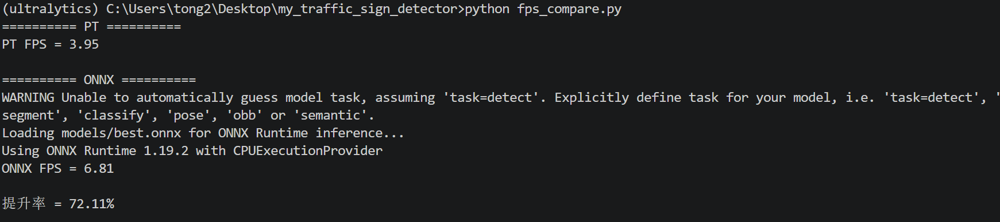 (ultralytics) C:\Users\tong2\Desktop\my_traffic_sign_detector>python fps_compare.py
========== PT ==========
PT FPS = 3.95
========== ONNX ==========
WARNING Unable to automatically guess model task, assuming 'task=detect'. Explicitly define task for your model, i.e. 'task=detect', '
segment', 'classify', 'pose', 'obb' or 'semantic'.
Loading models/best.onnx for ONNX Runtime inference...
Using ONNX Runtime 1.19.2 with CPUExecutionProvider
ONNX FPS = 6.81
提升率 = 72.11%